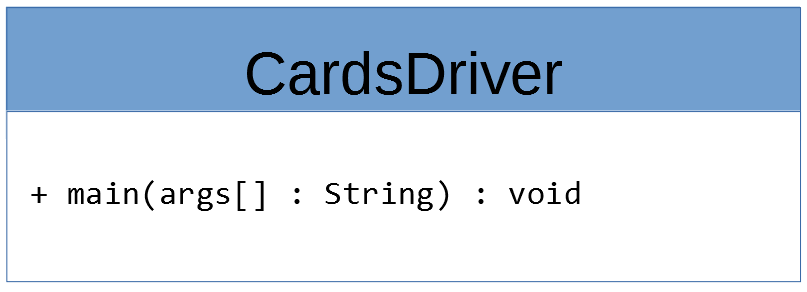 CardsDriver
+ main(args[] : String) : void